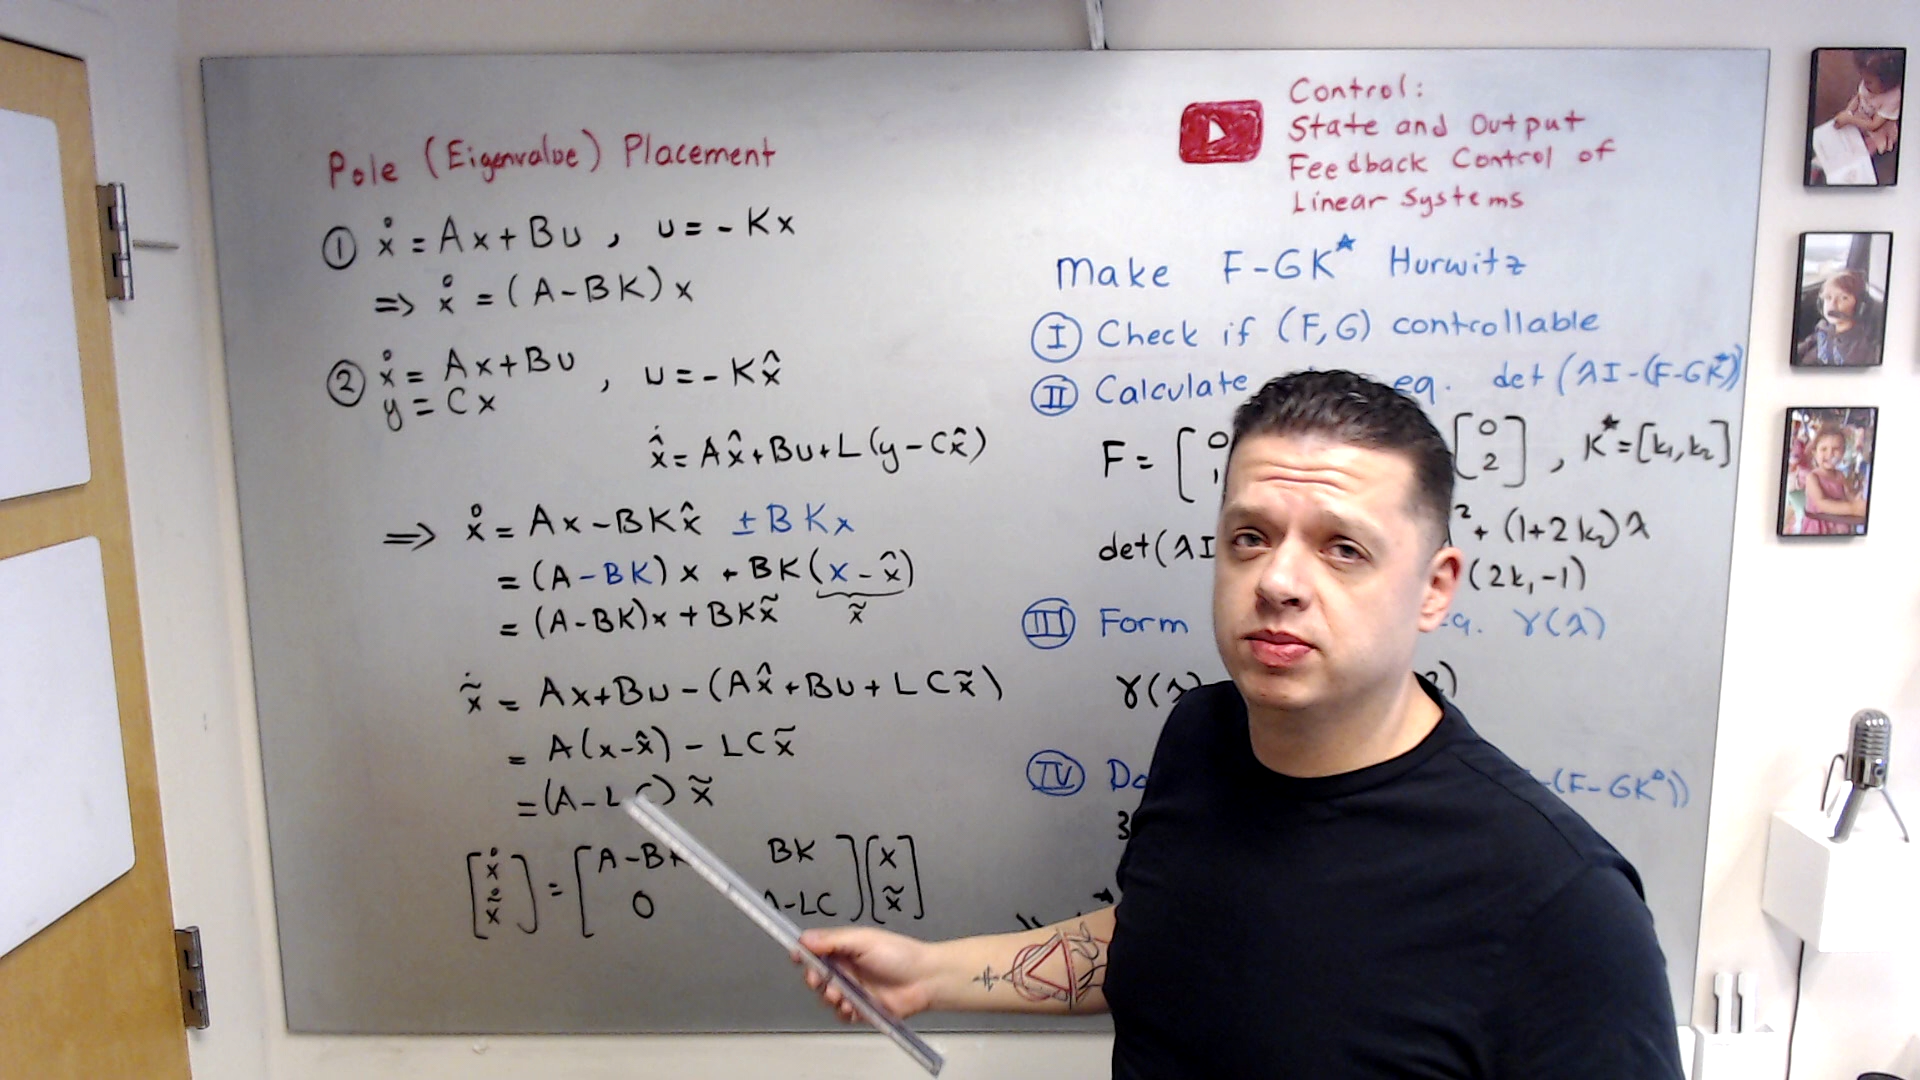 Pole (Eigenvalue) Placement
① ẋ = Ax+Bu , u = - Kx
=> ẋ = (A-BK)x
② ẋ = Ax+Bu , u = - Kx̂
y = Cx
x̂̇ = Ax̂+Bu+L(y-Cx̂)
=> ẋ = Ax-BKx̂ ±BKx
= (A-BK)x + BK(x-x̂)
= (A-BK)x + BKx̃ x̃
x̃̇ = Ax+Bu-(Ax̂+Bu+LCx̃)
= A(x-x̂) - LCx̃
=(A-LC)x̃
[ẋ x̃̇] = [A-BK BK 0 -LC][x x̃]
Control:
State and Output
Feedback Control of
Linear Systems
Make F-GK* Hurwitz
Ⓘ Check if (F,G) controllable
Ⓘ Calculate eq. det(λI-(F-GK*))
F = [0 1 [0 2] , K*=[k₁,k₂]
det(λI ² + (1+2k₂)λ
(2k₁-1)
Ⓘ Form q. γ(λ)
γ(λ )
Ⓘ Do -(F-GK*))
3